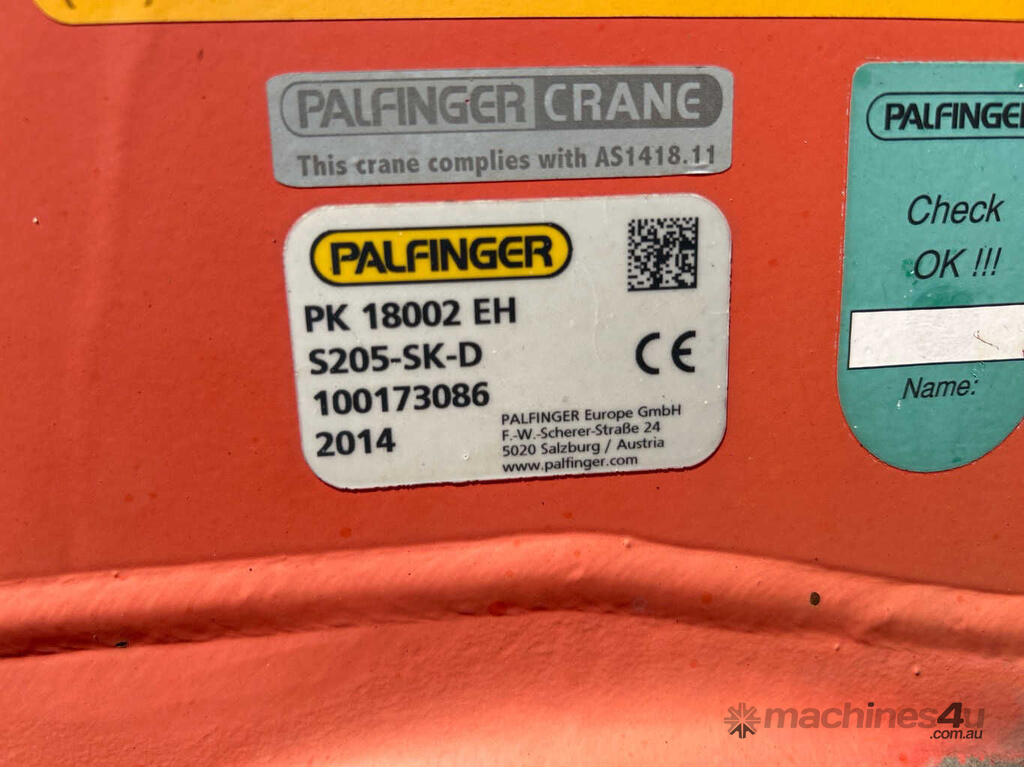 PALFINGER CRANE
This crane complies with AS1418.11
PALFINGER
PK 18002 EH
S205-SK-D
100173086
2014
CE
PALFINGER Europe GmbH
F.-W.-Scherer-Straße 24
5020 Salzburg / Austria
www.palfinger.com
PALFINGE
Check
OK !!!
Name:
machines4u
.com.au